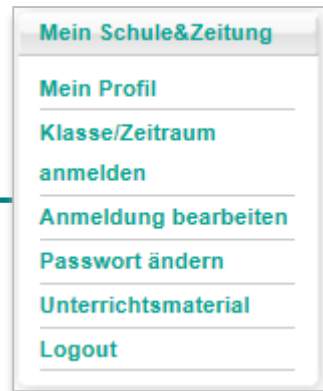 Mein Schule&Zeitung
Mein Profil
Klasse/Zeitraum
anmelden
Anmeldung bearbeiten
Passwort ändern
Unterrichtsmaterial
Logout